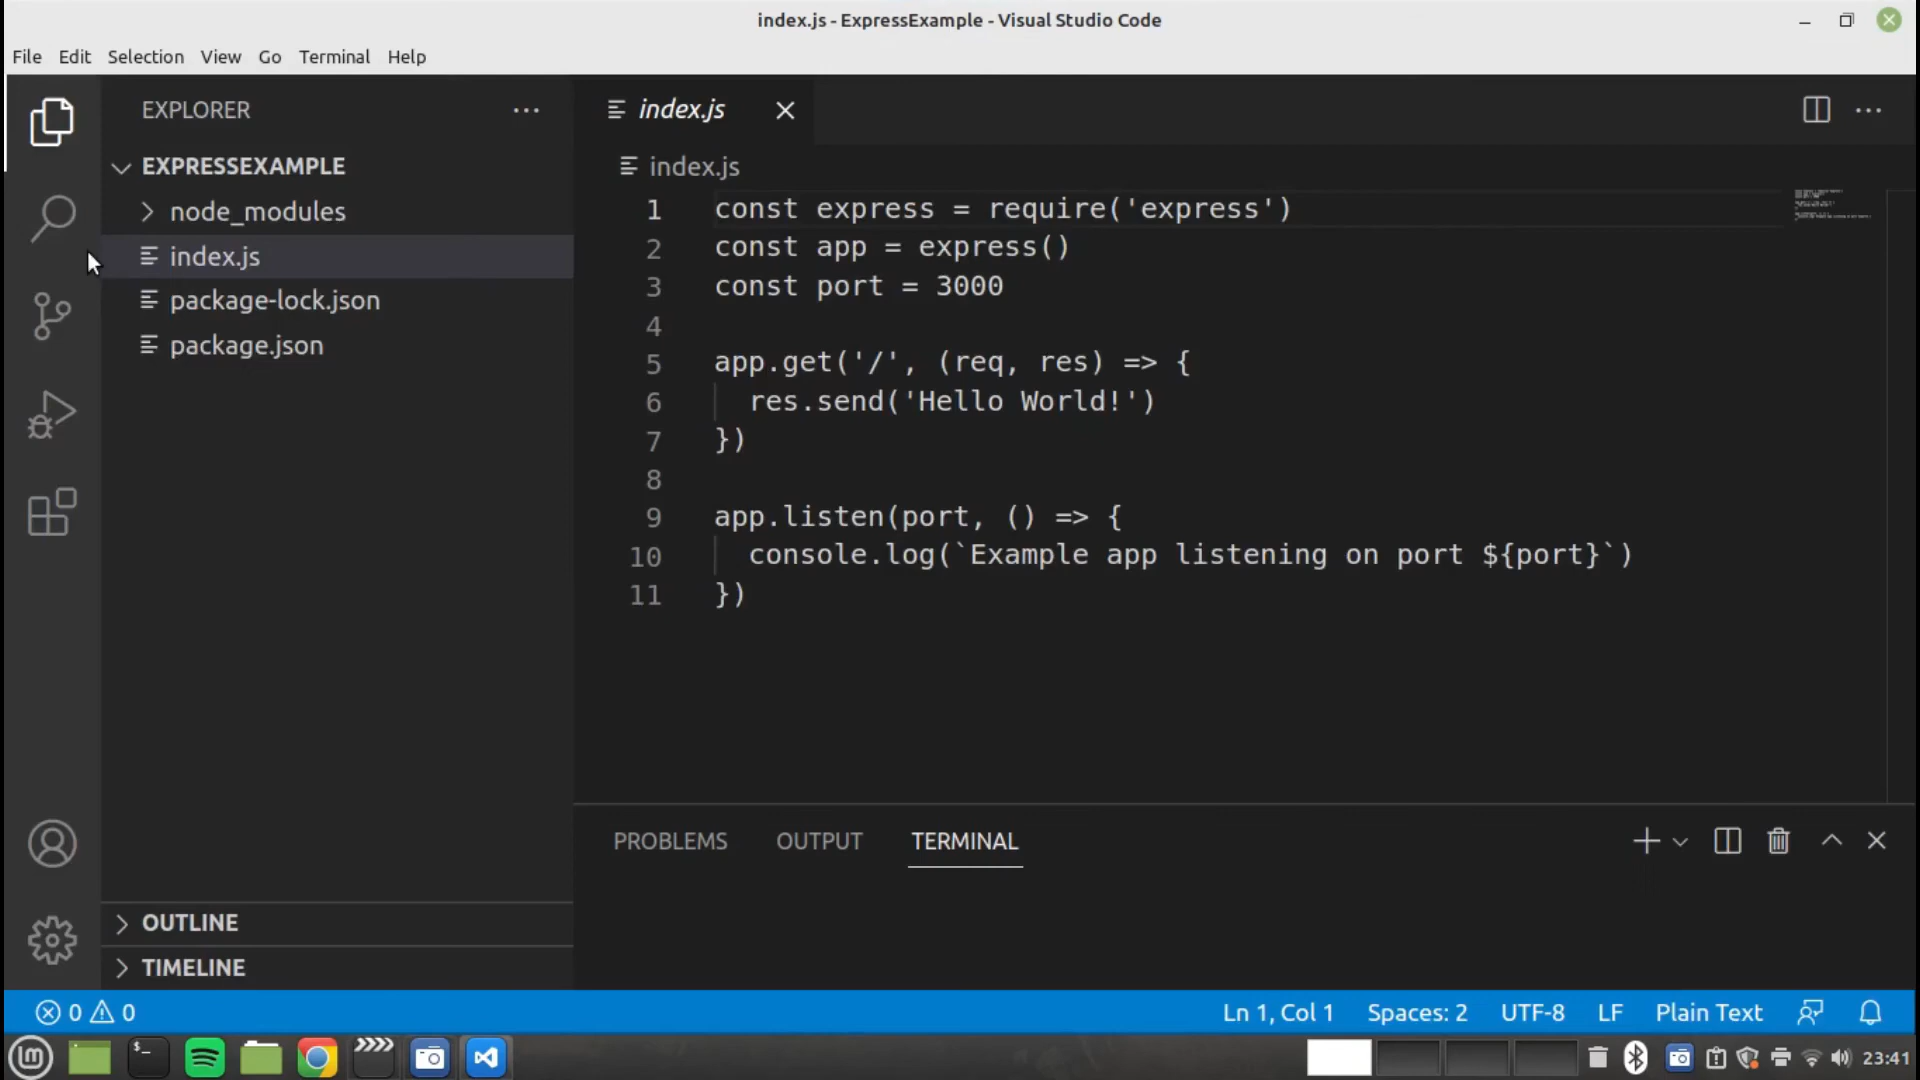 index.js - ExpressExample - Visual Studio Code
File Edit Selection View Go Terminal Help
EXPLORER
EXPRESSEXAMPLE
node_modules
index.js
package-lock.json
package.json
OUTLINE
TIMELINE
index.js
index.js
1 const express = require('express')
2 const app = express()
3 const port = 3000
4
5 app.get('/', (req, res) => {
6 res.send('Hello World!')
7 })
8
9 app.listen(port, () => {
10 console.log(`Example app listening on port ${port}`)
11 })
PROBLEMS OUTPUT TERMINAL
0 0 Ln 1, Col 1 Spaces: 2 UTF-8 LF Plain Text
23:41